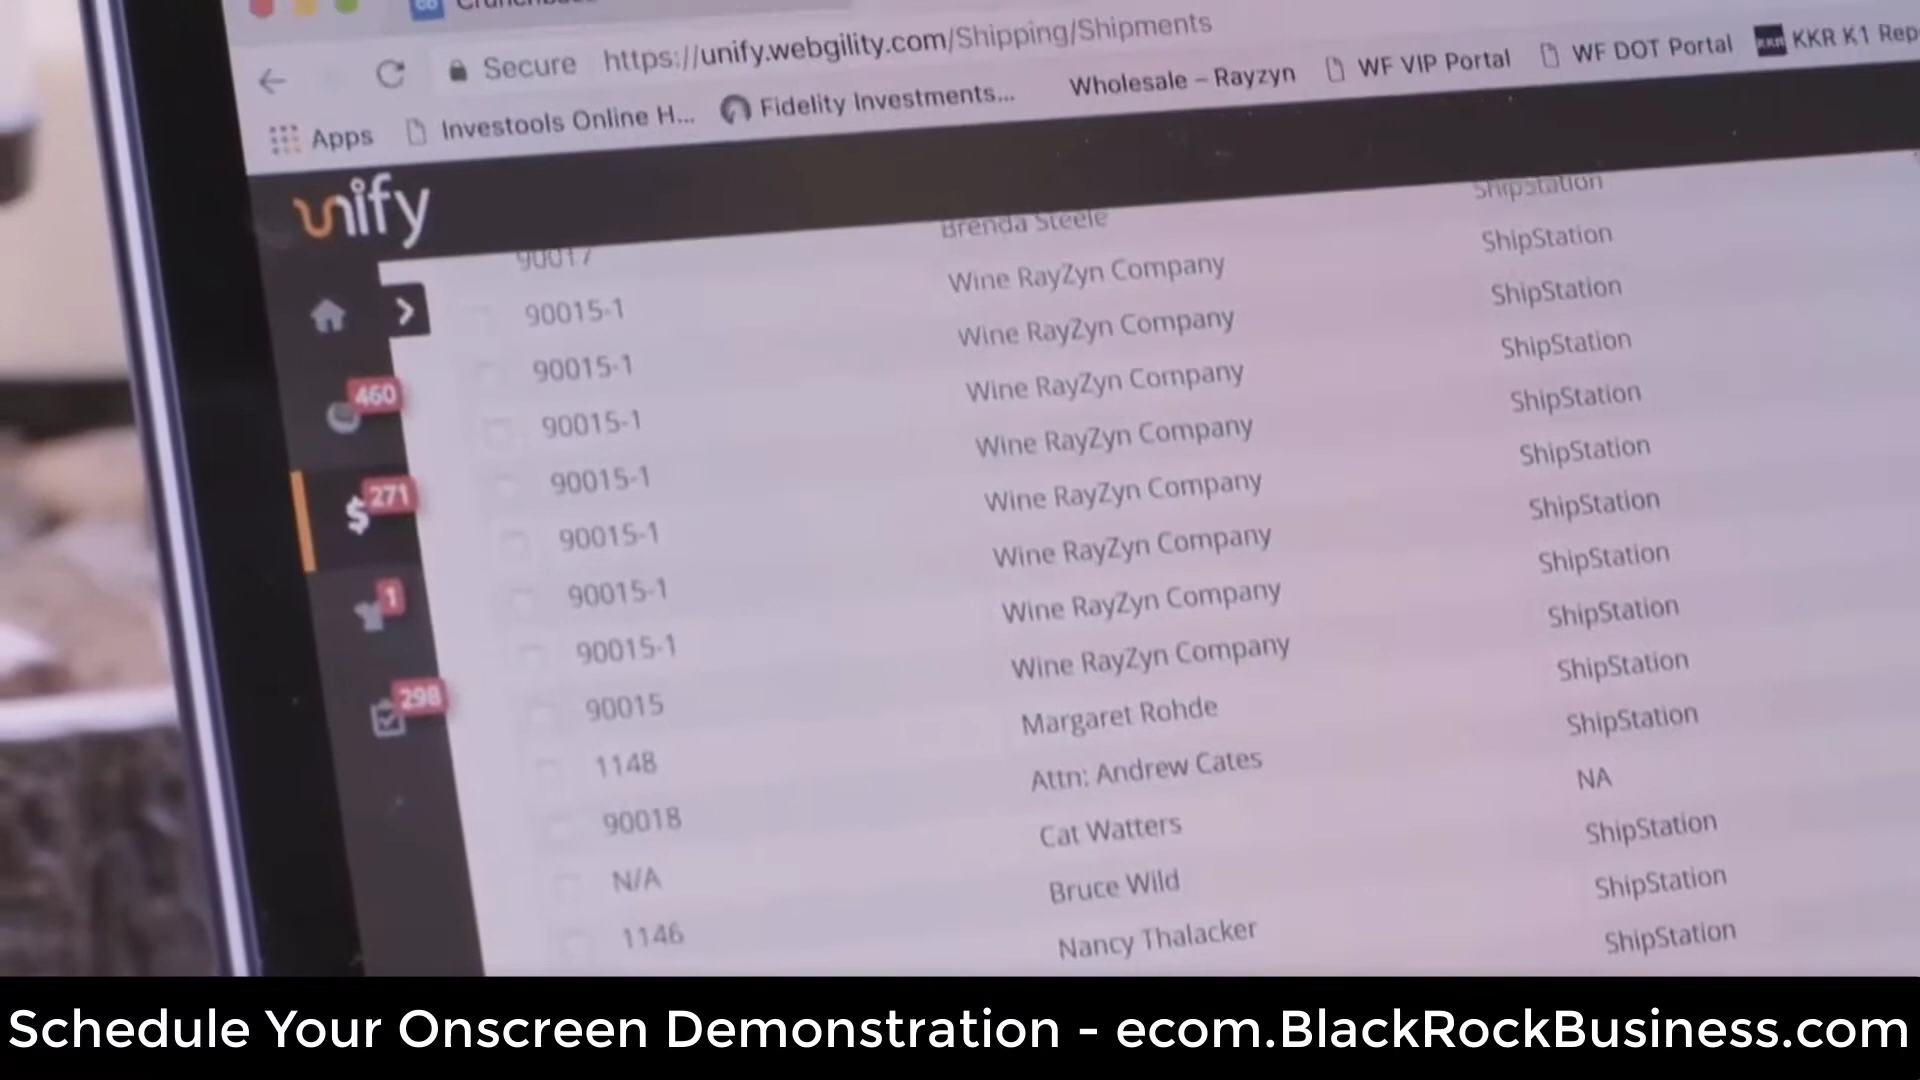 Secure https://unify.webgility.com/Shipping/Shipments
Apps Investools Online H... Fidelity Investments... Wholesale – Rayzyn WF VIP Portal WF DOT Portal KKR K1 Rep
unify
90017 Brenda Steele ShipStation
90015-1 Wine RayZyn Company ShipStation
90015-1 Wine RayZyn Company ShipStation
90015-1 Wine RayZyn Company ShipStation
90015-1 Wine RayZyn Company ShipStation
90015-1 Wine RayZyn Company ShipStation
90015-1 Wine RayZyn Company ShipStation
90015-1 Wine RayZyn Company ShipStation
90015 Wine RayZyn Company ShipStation
1148 Margaret Rohde ShipStation
90018 Attn: Andrew Cates ShipStation
N/A Cat Watters NA
1146 Bruce Wild ShipStation
Nancy Thalacker ShipStation
ShipStation
460
$ 271
1
298
Schedule Your Onscreen Demonstration - ecom.BlackRockBusiness.com